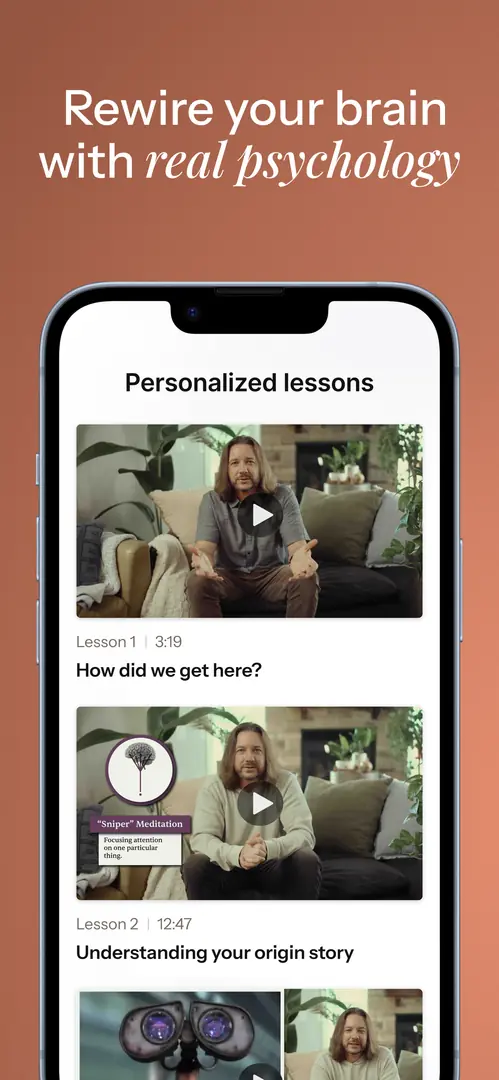 Rewire your brain
with real psychology
Personalized lessons
Lesson 1 | 3:19
How did we get here?
"Sniper" Meditation
Focusing attention
on one particular
thing.
Lesson 2 | 12:47
Understanding your origin story